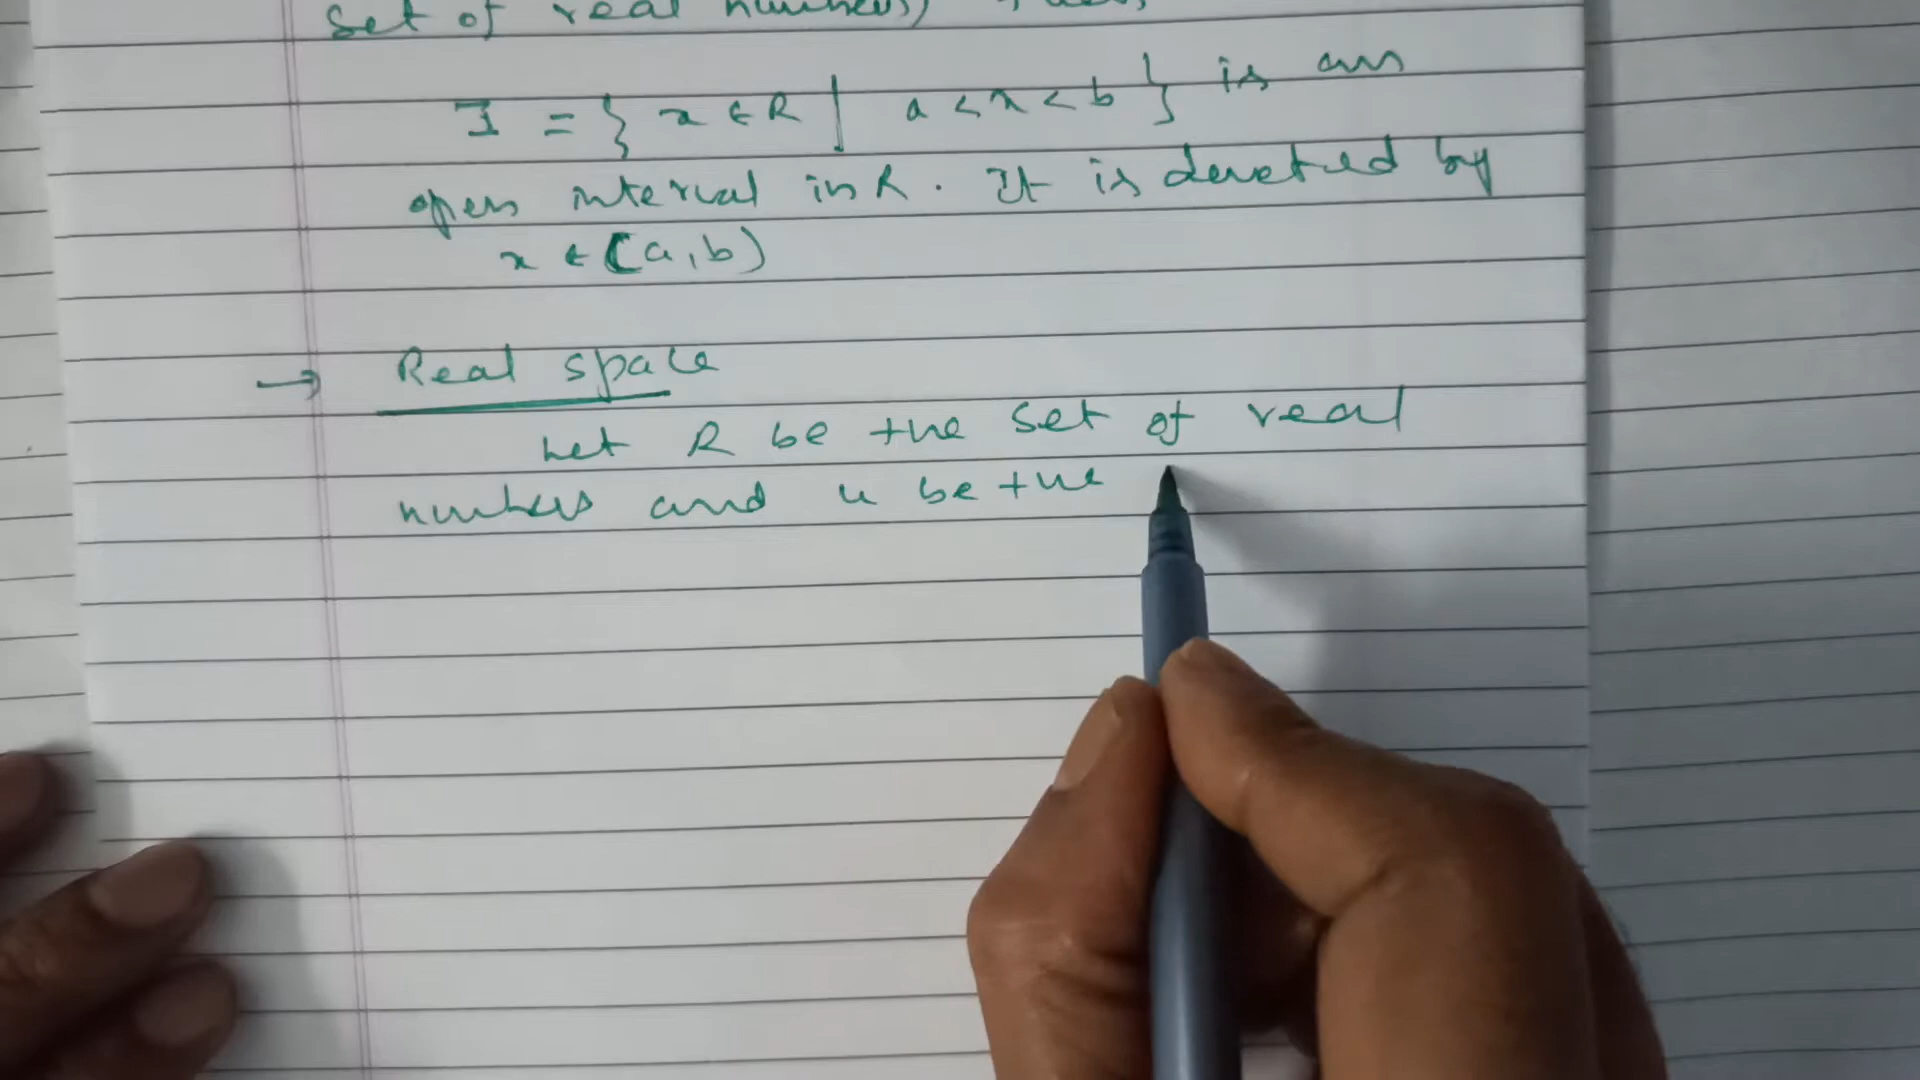 set of real numbers,
I = { x ∈ R | a < x < b } is an
open interval in R. It is denoted by
x ∈ (a, b)
→ Real space
Let R be the set of real
numbers and u be the